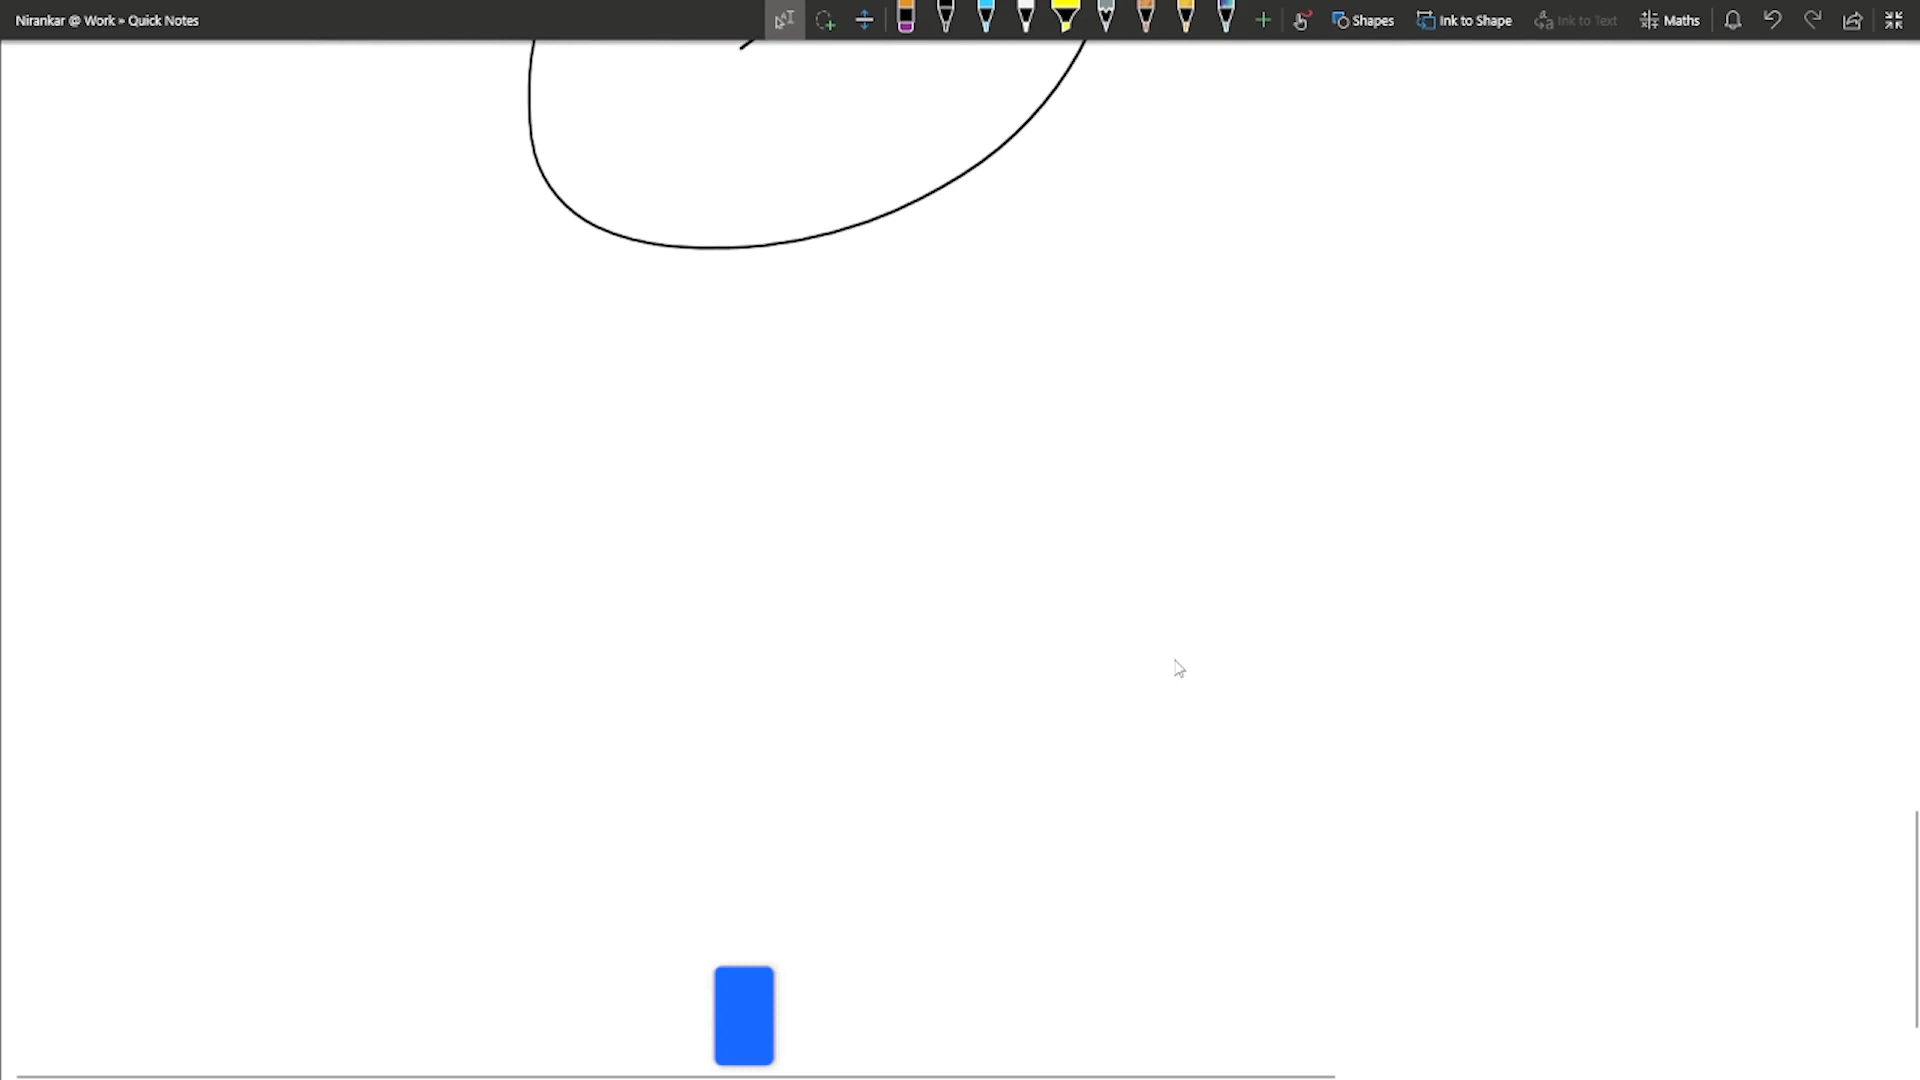 Nirankar @ Work » Quick Notes
Shapes
Ink to Shape
Ink to Text
Maths